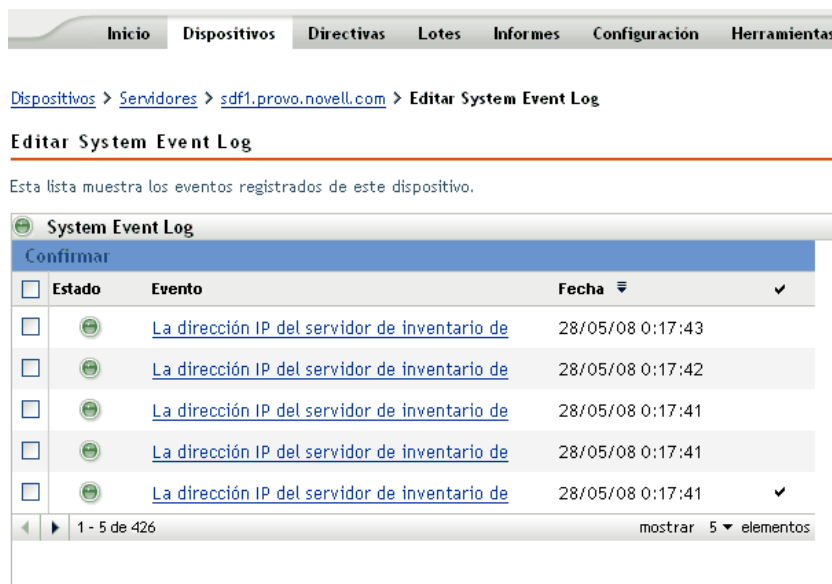 Inicio Dispositivos Directivas Lotes Informes Configuración Herramientas
Dispositivos > Servidores > sdf1.provo.novell.com > Editar System Event Log
Editar System Event Log
Esta lista muestra los eventos registrados de este dispositivo.
System Event Log
Confirmar
Estado Evento Fecha
La dirección IP del servidor de inventario de 28/05/08 0:17:43
La dirección IP del servidor de inventario de 28/05/08 0:17:42
La dirección IP del servidor de inventario de 28/05/08 0:17:41
La dirección IP del servidor de inventario de 28/05/08 0:17:41
La dirección IP del servidor de inventario de 28/05/08 0:17:41 ✔
1 - 5 de 426 mostrar 5 elementos